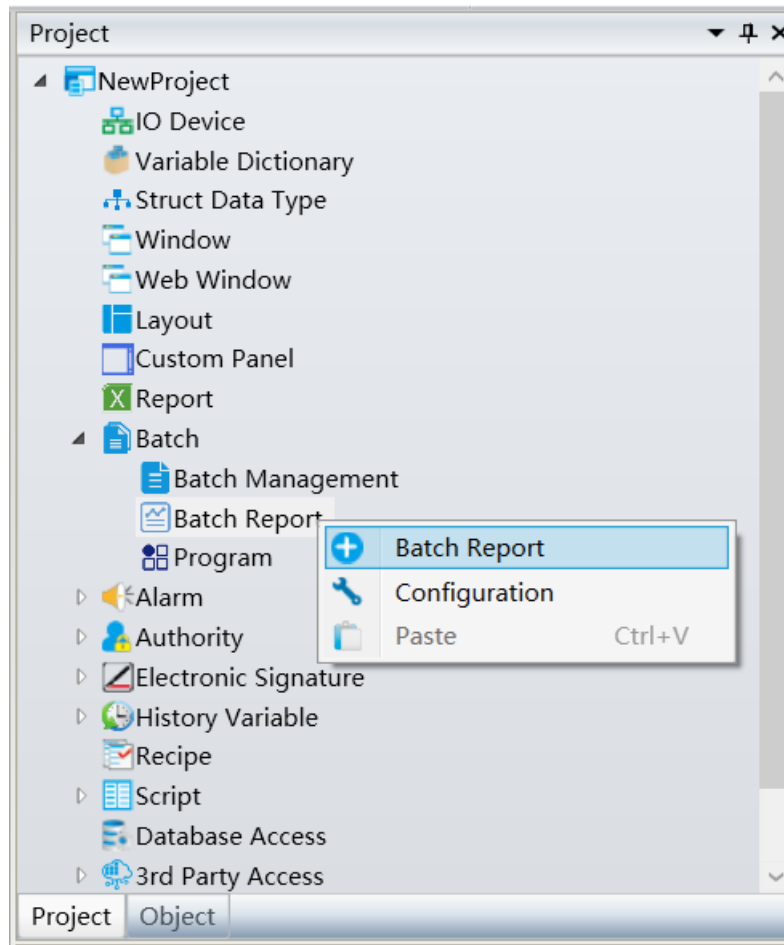 Project
NewProject
IO Device
Variable Dictionary
Struct Data Type
Window
Web Window
Layout
Custom Panel
Report
Batch
Batch Management
Batch Report
Batch Report
Configuration
Paste Ctrl+V
Program
Alarm
Authority
Electronic Signature
History Variable
Recipe
Script
Database Access
3rd Party Access
Project Object